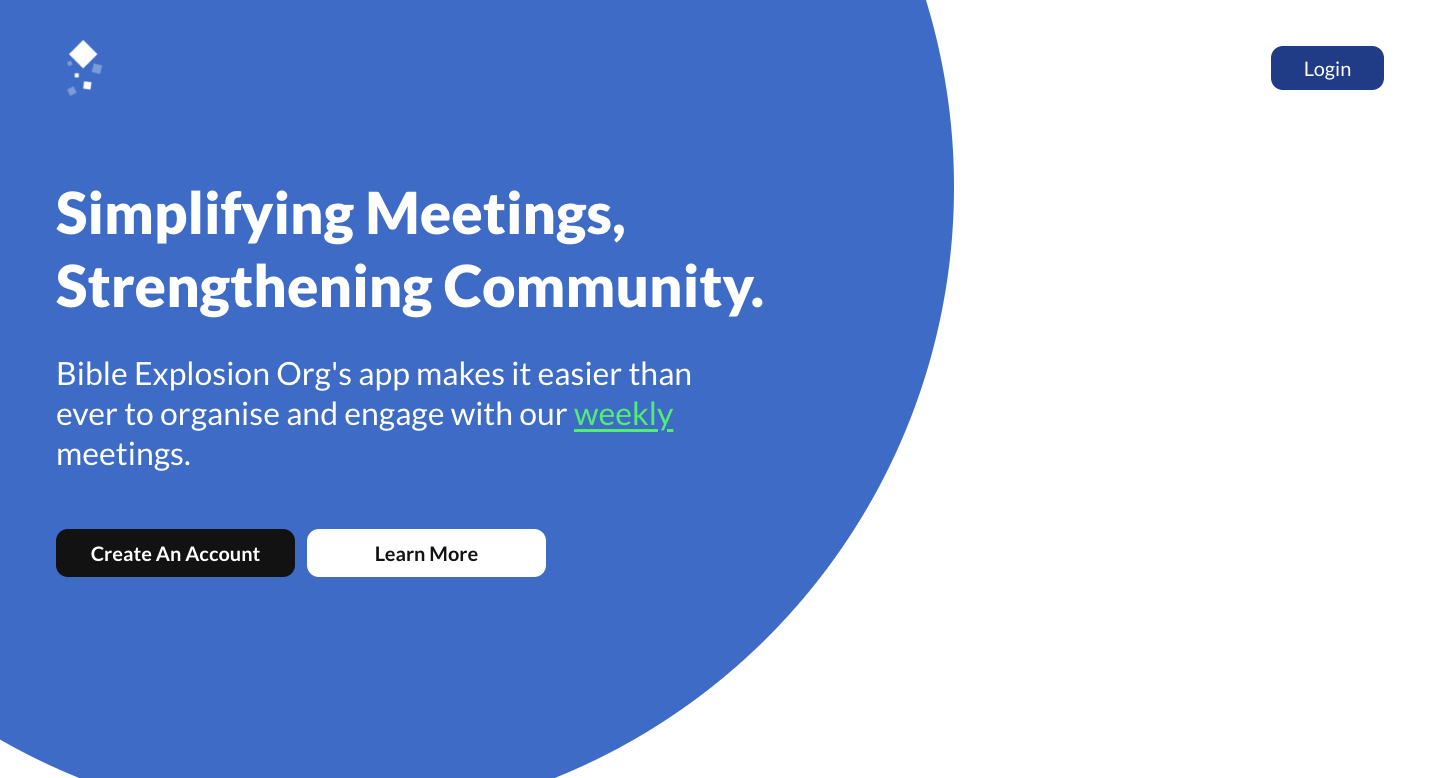 Login
Simplifying Meetings,
Strengthening Community.
Bible Explosion Org's app makes it easier than
ever to organise and engage with our weekly
meetings.
Create An Account
Learn More